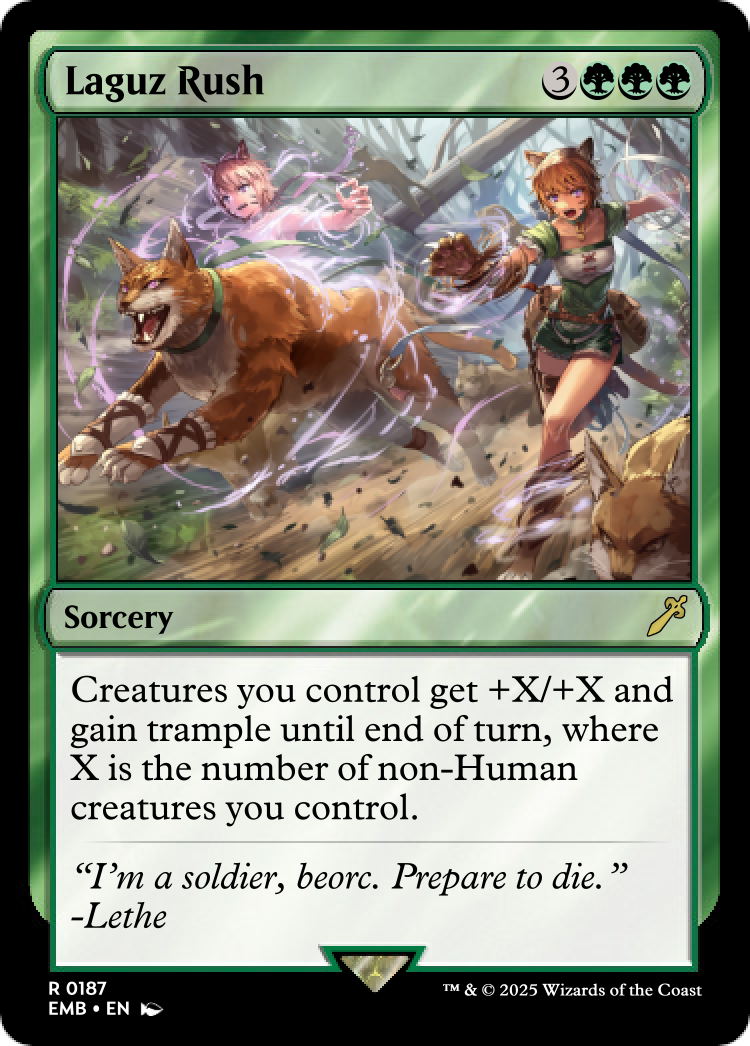 Laguz Rush 3
Sorcery
Creatures you control get +X/+X and
gain trample until end of turn, where
X is the number of non-Human
creatures you control.
“I’m a soldier, beorc. Prepare to die.”
-Lethe
R 0187
EMB • EN
™ & © 2025 Wizards of the Coast